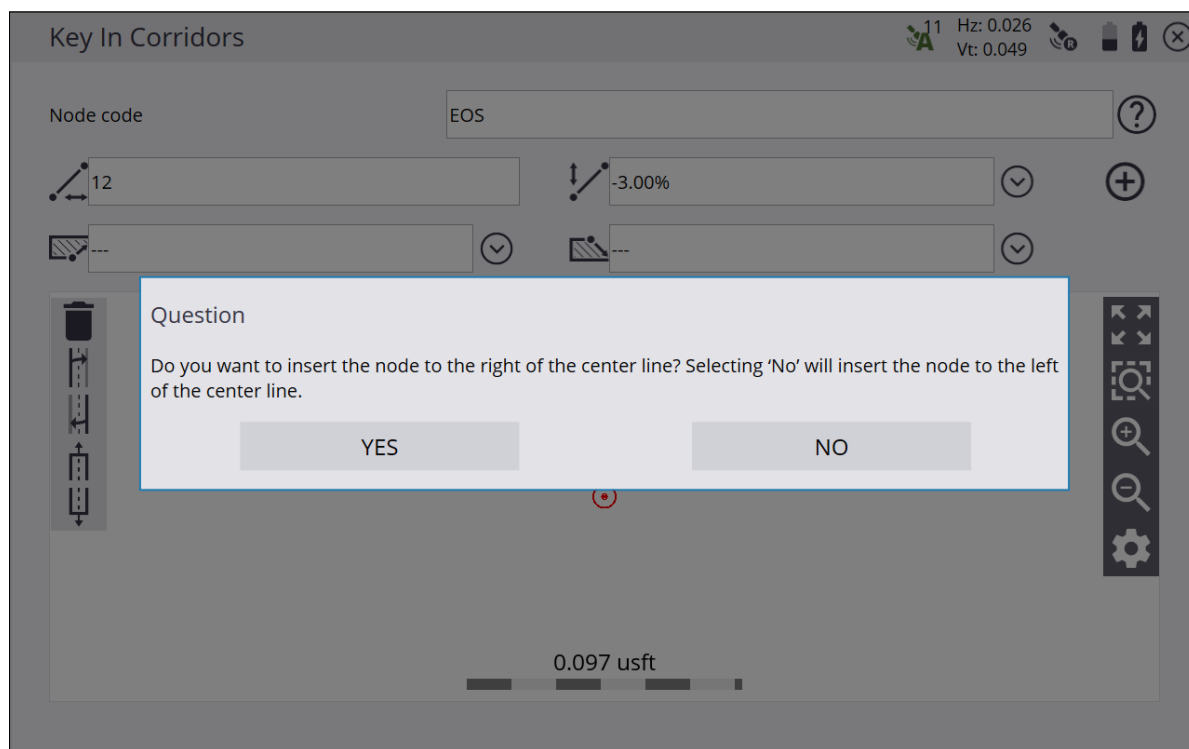 Key In Corridors
11
Hz: 0.026
Vt: 0.049
A
R
Node code
EOS
?
12
-3.00%
---
---
Question
Do you want to insert the node to the right of the center line? Selecting ‘No’ will insert the node to the left
of the center line.
YES
NO
0.097 usft